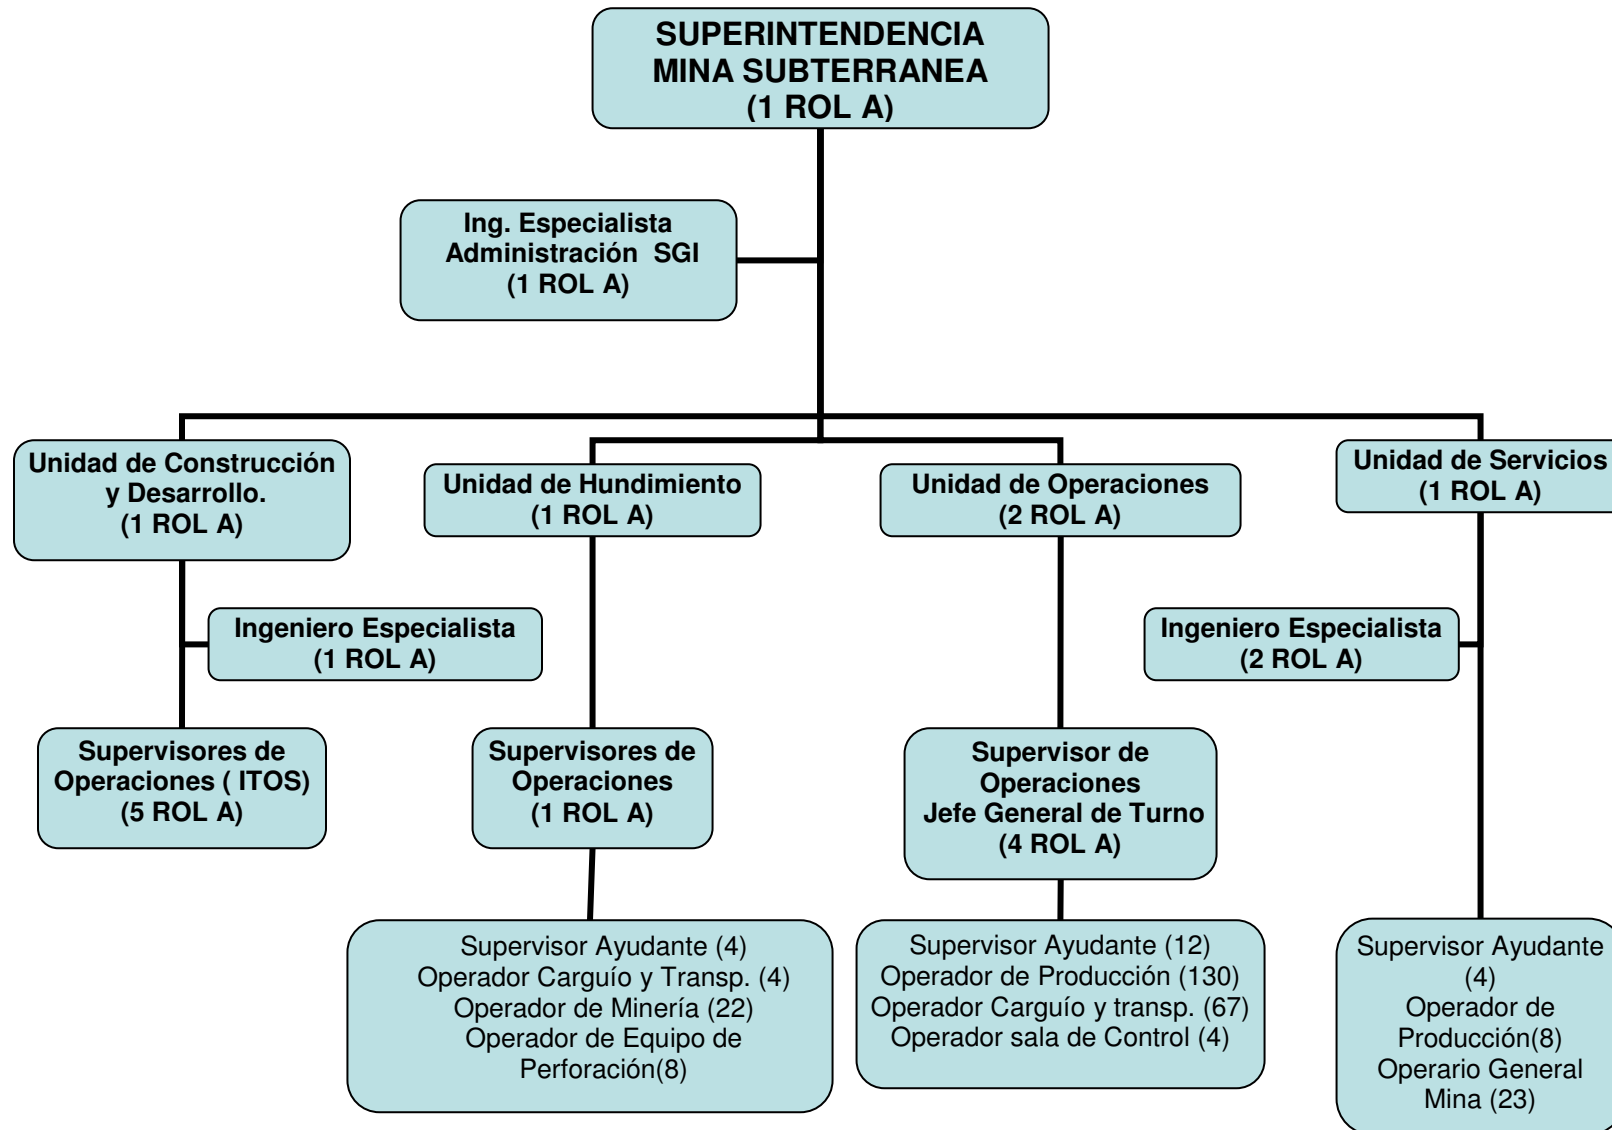 SUPERINTENDENCIA
MINA SUBTERRANEA
(1 ROL A)
Ing. Especialista
Administración SGI
(1 ROL A)
Unidad de Construcción
y Desarrollo.
(1 ROL A)
Unidad de Hundimiento
(1 ROL A)
Unidad de Operaciones
(2 ROL A)
Unidad de Servicios
(1 ROL A)
Ingeniero Especialista
(1 ROL A)
Ingeniero Especialista
(2 ROL A)
Supervisores de
Operaciones ( ITOS)
(5 ROL A)
Supervisores de
Operaciones
(1 ROL A)
Supervisor de
Operaciones
Jefe General de Turno
(4 ROL A)
Supervisor Ayudante (4)
Operador Carguío y Transp. (4)
Operador de Minería (22)
Operador de Equipo de
Perforación(8)
Supervisor Ayudante (12)
Operador de Producción (130)
Operador Carguío y transp. (67)
Operador sala de Control (4)
Supervisor Ayudante
(4)
Operador de
Producción(8)
Operario General
Mina (23)